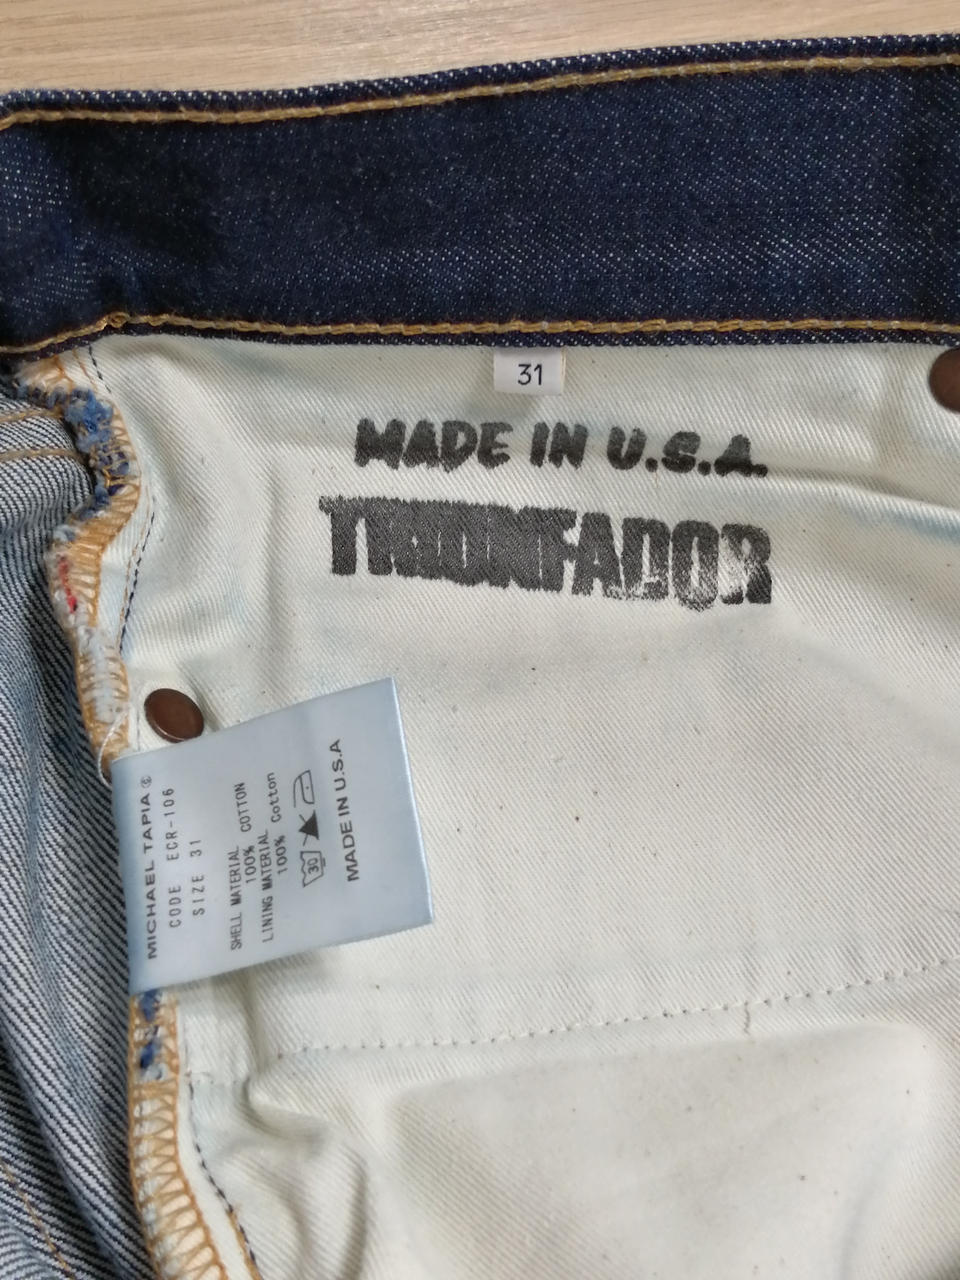 31
MADE IN U.S.A.
TRIUNFADOR
MICHAEL TAPIA ©
CODE ECR-106
SIZE 31
SHELL MATERIAL
100% COTTON
LINING MATERIAL
100% Cotton
30
MADE IN U.S.A